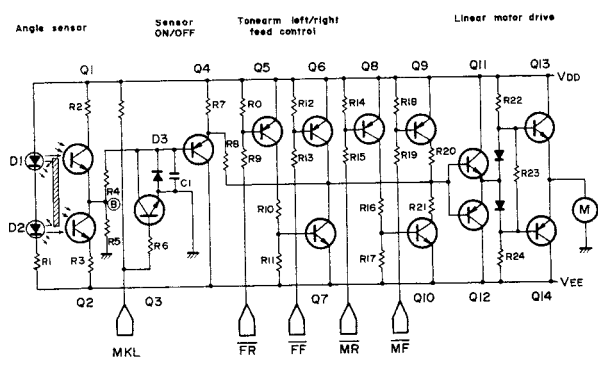 Angle sensor
Sensor
ON/OFF
Tonearm left/right
feed control
Linear motor drive
Q1
Q4
Q5
Q6
Q8
Q9
Q11
Q13
VDD
R2
R7
R0
R12
R14
R18
R22
D1
D3
R8
R9
R13
R15
R19
R20
R23
R4
C1
B
D2
R5
R6
R10
R16
R21
M
R1
R3
R11
R17
R24
VEE
Q2
Q3
Q7
Q10
Q12
Q14
MKL
FR
FF
MR
MF